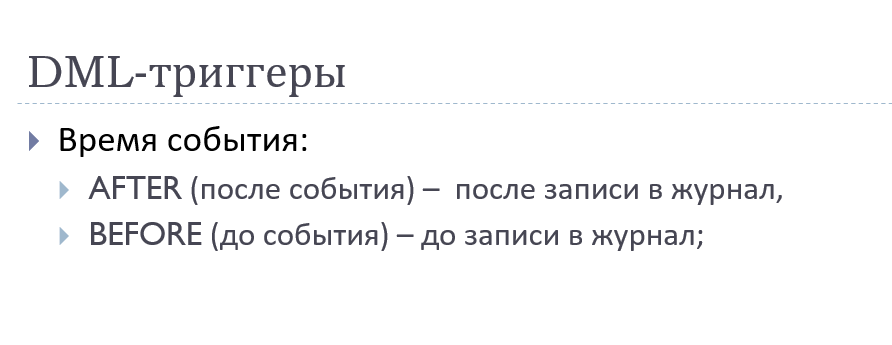 DML-триггеры
Время события:
AFTER (после события) – после записи в журнал,
BEFORE (до события) – до записи в журнал;